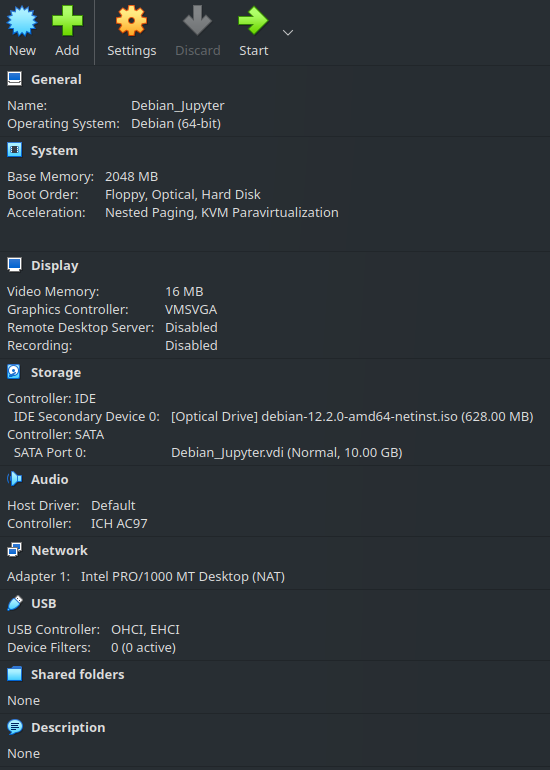 New Add Settings Discard Start
General
Name: Debian_Jupyter
Operating System: Debian (64-bit)
System
Base Memory: 2048 MB
Boot Order: Floppy, Optical, Hard Disk
Acceleration: Nested Paging, KVM Paravirtualization
Display
Video Memory: 16 MB
Graphics Controller: VMSVGA
Remote Desktop Server: Disabled
Recording: Disabled
Storage
Controller: IDE
IDE Secondary Device 0: [Optical Drive] debian-12.2.0-amd64-netinst.iso (628.00 MB)
Controller: SATA
SATA Port 0: Debian_Jupyter.vdi (Normal, 10.00 GB)
Audio
Host Driver: Default
Controller: ICH AC97
Network
Adapter 1: Intel PRO/1000 MT Desktop (NAT)
USB
USB Controller: OHCI, EHCI
Device Filters: 0 (0 active)
Shared folders
None
Description
None